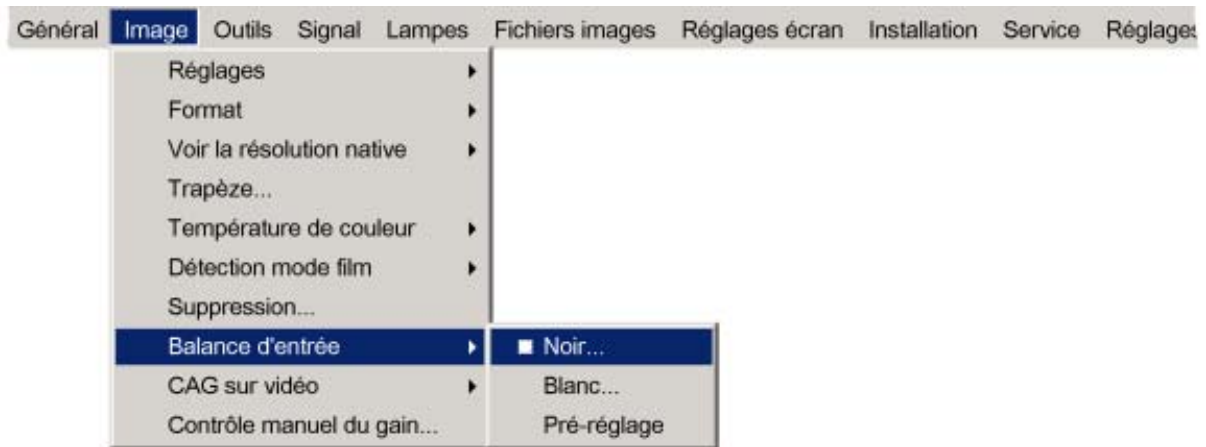 Général Image Outils Signal Lampes Fichiers images Réglages écran Installation Service Réglages
Réglages
Format
Voir la résolution native
Trapèze...
Température de couleur
Détection mode film
Suppression...
Balance d'entrée
Noir...
CAG sur vidéo
Blanc...
Contrôle manuel du gain...
Pré-réglage